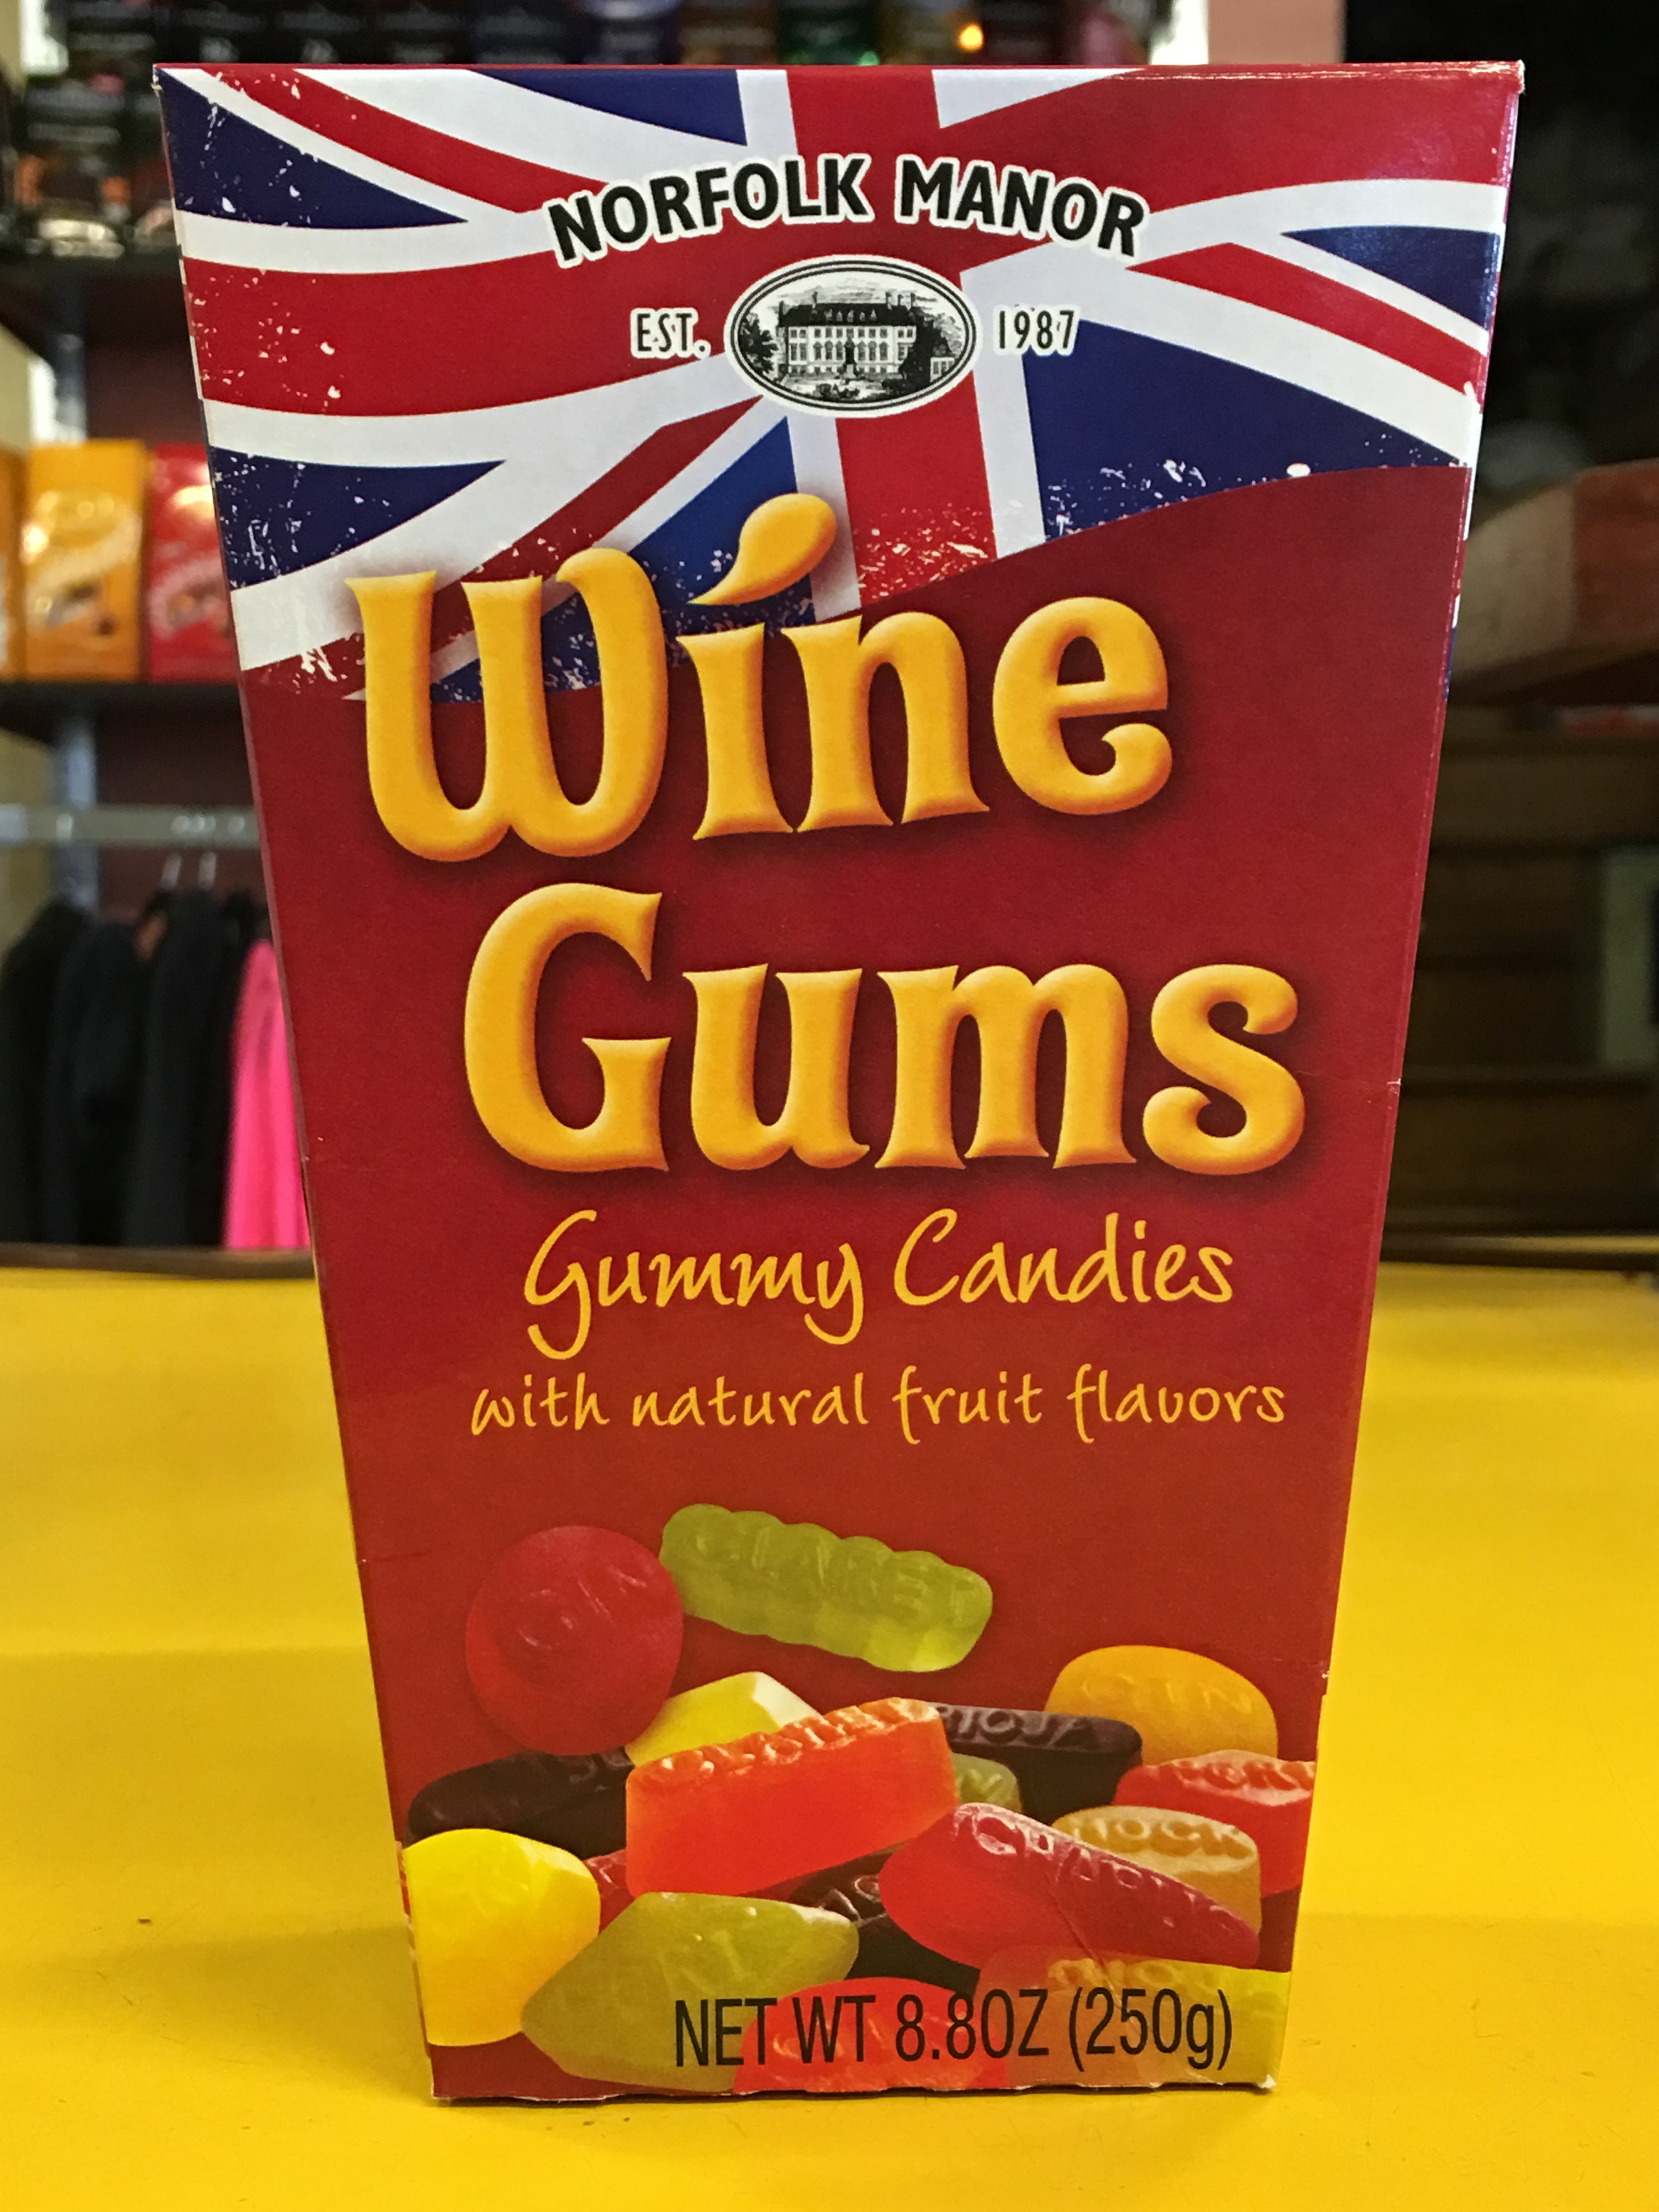 NORFOLK MANOR
EST. 1987
Wine
Gums
Gummy Candies
with natural fruit flavors
CLARET
GIN
RIOJA
PORT
HOCK
NET WT 8.8OZ (250g)